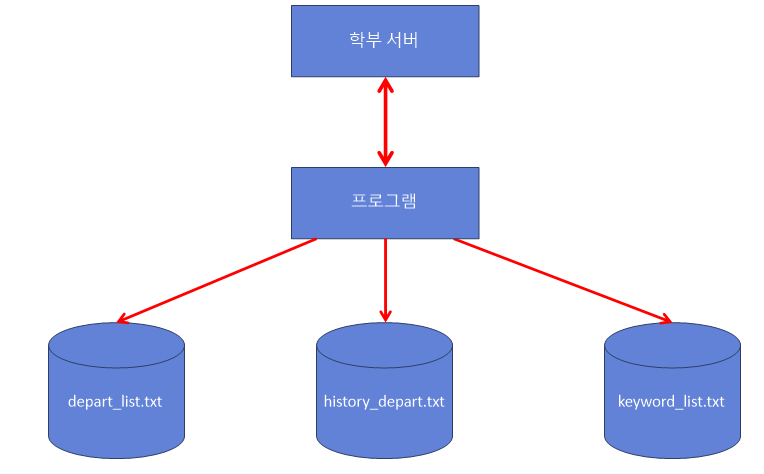 학부 서버
프로그램
depart_list.txt
history_depart.txt
keyword_list.txt